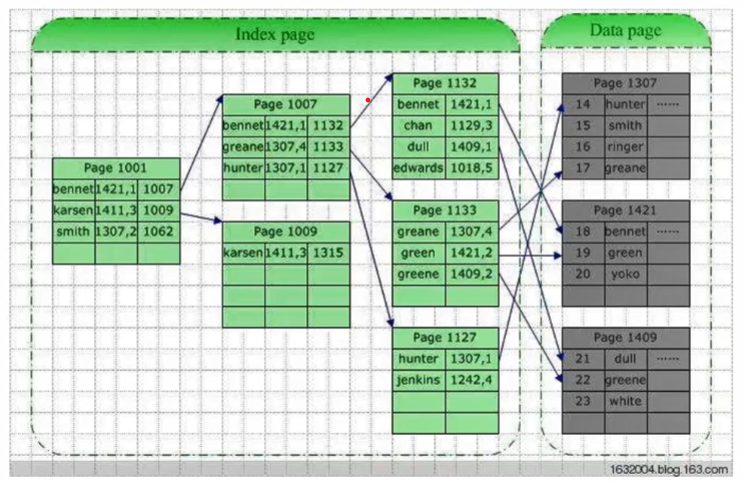 Index page
Data page
Page 1001
bennet 1421,1 1007
karsen 1411,3 1009
smith 1307,2 1062
Page 1007
bennet 1421,1 1132
greane 1307,4 1133
hunter 1307,1 1127
Page 1009
karsen 1411,3 1315
Page 1132
bennet 1421,1
chan 1129,3
dull 1409,1
edwards 1018,5
Page 1133
greane 1307,4
green 1421,2
greene 1409,2
Page 1127
hunter 1307,1
jenkins 1242,4
Page 1307
14 hunter ······
15 smith
16 ringer
17 greane
Page 1421
18 bennet ······
19 green
20 yoko
Page 1409
21 dull ······
22 greene
23 white
1632004.blog.163.com